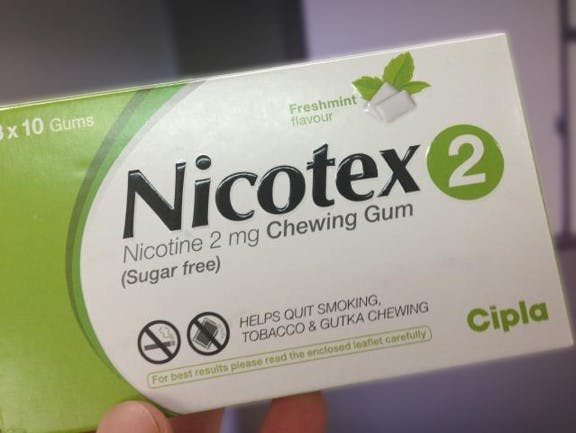 x 10 Gums
Freshmint
flavour
Nicotex 2
Nicotine 2 mg Chewing Gum
(Sugar free)
HELPS QUIT SMOKING,
TOBACCO & GUTKA CHEWING
For best results please read the enclosed leaflet carefully
Cipla